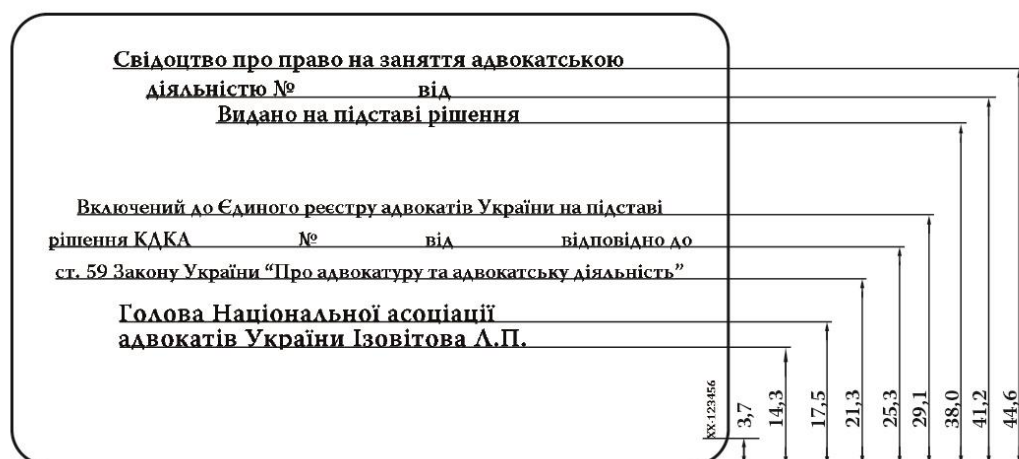 Свідоцтво про право на заняття адвокатською
діяльністю № від
Видано на підставі рішення
Включений до Єдиного реєстру адвокатів України на підставі
рішення КДКА № від відповідно до
ст. 59 Закону України “Про адвокатуру та адвокатську діяльність”
Голова Національної асоціації
адвокатів України Ізовітова Л.П.
XX-123456
3,7
14,3
17,5
21,3
25,3
29,1
38,0
41,2
44,6